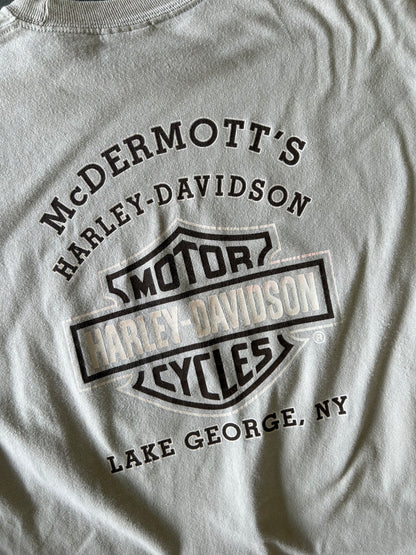 McDERMOTT'S
HARLEY-DAVIDSON
MOTOR
HARLEY-DAVIDSON
CYCLES
®
LAKE GEORGE, NY